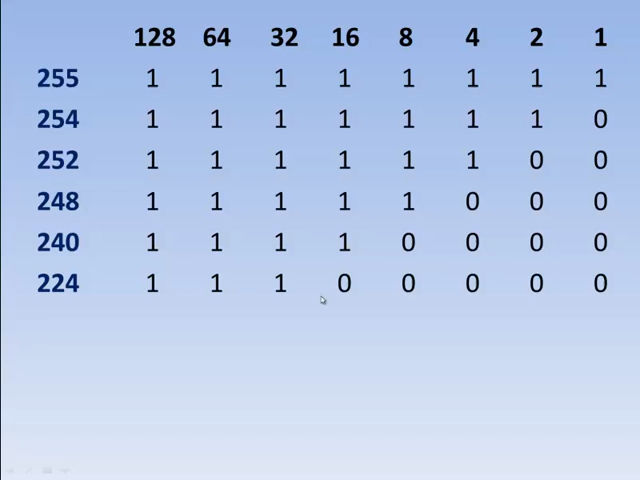 128 64 32 16 8 4 2 1
255 1 1 1 1 1 1 1 1
254 1 1 1 1 1 1 1 0
252 1 1 1 1 1 1 0 0
248 1 1 1 1 1 0 0 0
240 1 1 1 1 0 0 0 0
224 1 1 1 0 0 0 0 0